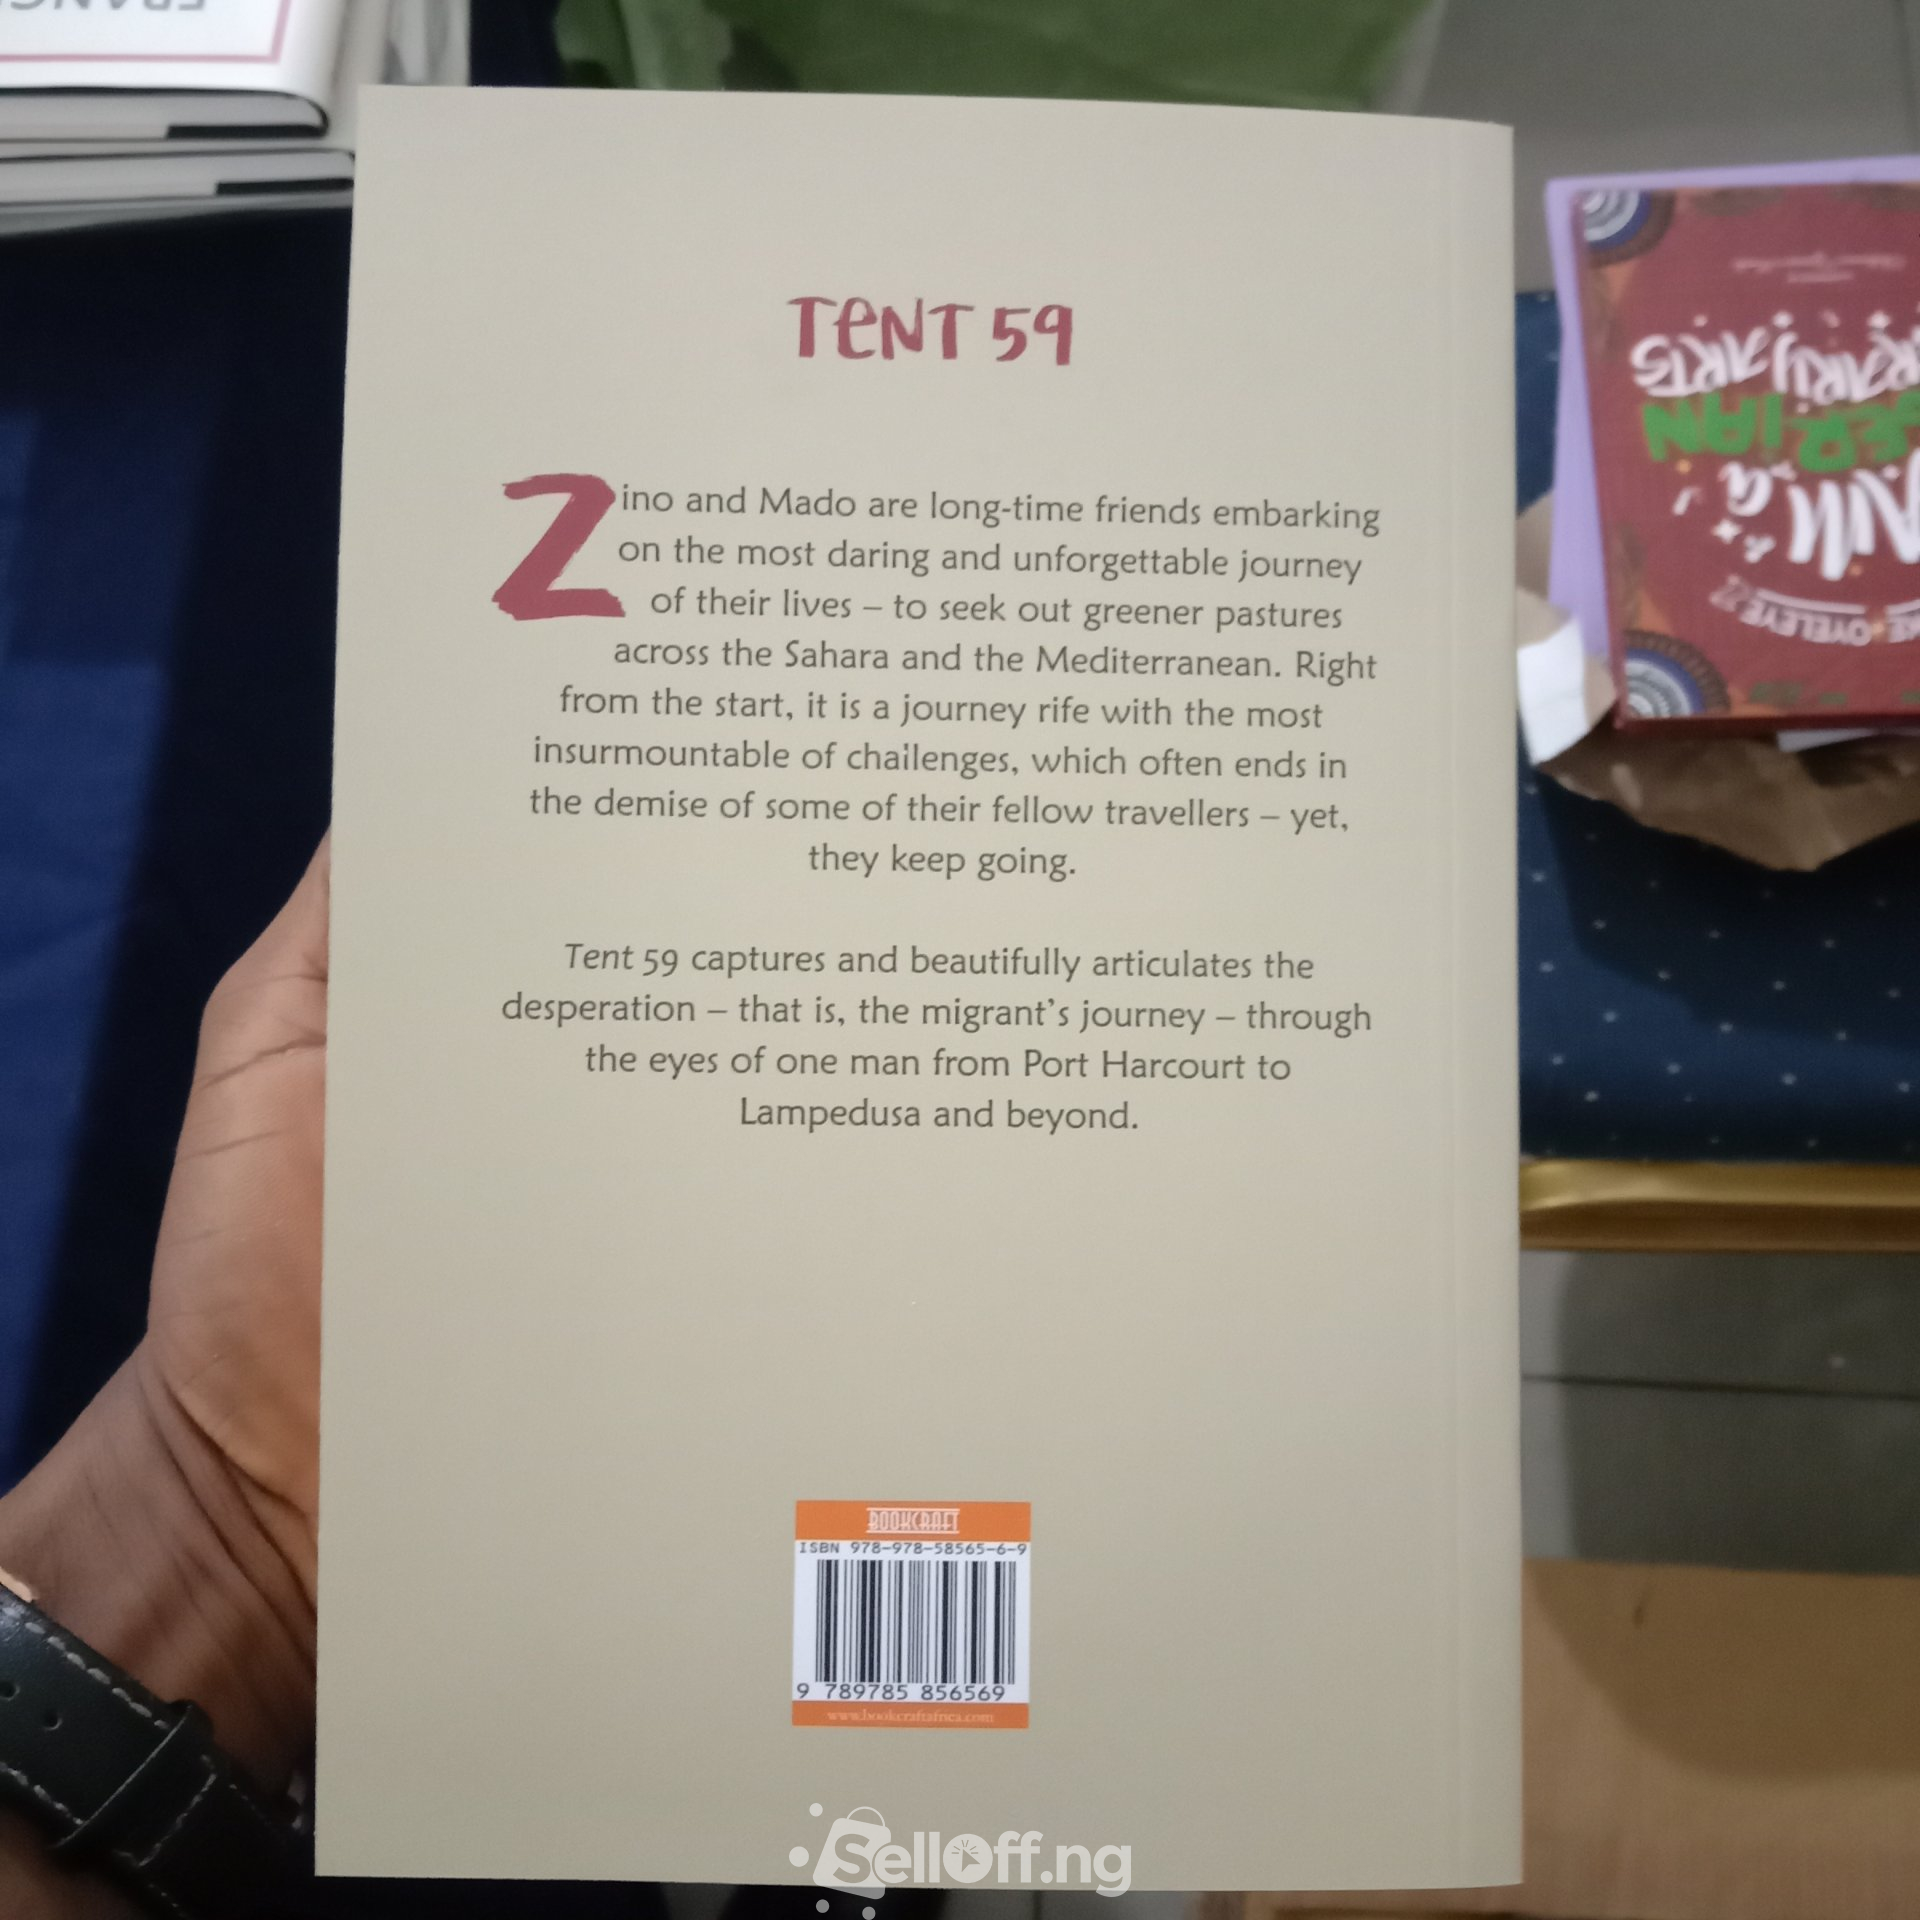 TENT 59
Zino and Mado are long-time friends embarking
on the most daring and unforgettable journey
of their lives – to seek out greener pastures
across the Sahara and the Mediterranean. Right
from the start, it is a journey rife with the most
insurmountable of challenges, which often ends in
the demise of some of their fellow travellers – yet,
they keep going.
Tent 59 captures and beautifully articulates the
desperation – that is, the migrant's journey – through
the eyes of one man from Port Harcourt to
Lampedusa and beyond.
BOOKCRAFT
ISBN 978-978-58565-6-9
9 789785 856569
www.bookcraftafrica.com
SellOff.ng
OYELEYE